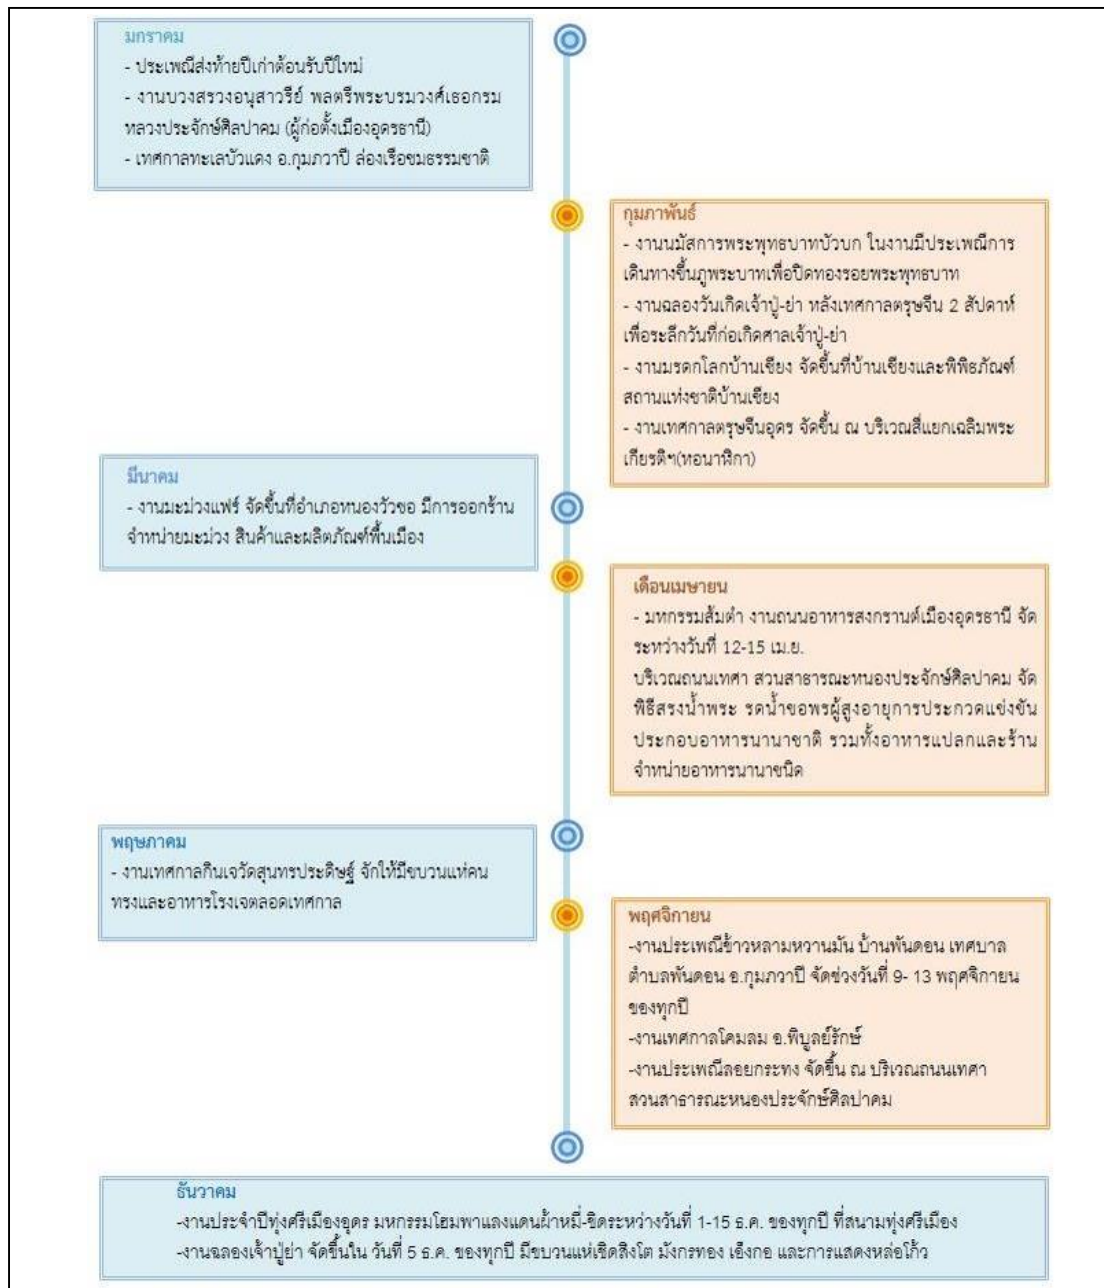 มกราคม
- ประเพณีส่งท้ายปีเก่าต้อนรับปีใหม่
- งานบวงสรวงอนุสาวรีย์ พลตรีพระบรมวงศ์เธอกรม
หลวงประจักษ์ศิลปาคม (ผู้ก่อตั้งเมืองอุดรธานี)
- เทศกาลทะเลบัวแดง อ.กุมภวาปี ล่องเรือชมธรรมชาติ
กุมภาพันธ์
- งานนมัสการพระพุทธบาทบัวบก ในงานมีประเพณีการ
เดินทางขึ้นภูพระบาทเพื่อปิดทองรอยพระพุทธบาท
- งานฉลองวันเกิดเจ้าปู่-ย่า หลังเทศกาลตรุษจีน 2 สัปดาห์
เพื่อระลึกวันที่ก่อเกิดศาลเจ้าปู่-ย่า
- งานมรดกโลกบ้านเชียง จัดขึ้นที่บ้านเชียงและพิพิธภัณฑ์
สถานแห่งชาติบ้านเชียง
- งานเทศกาลตรุษจีนอุดร จัดขึ้น ณ บริเวณสี่แยกเฉลิมพระ
เกียรติฯ(หอนาฬิกา)
มีนาคม
- งานมะม่วงแฟร์ จัดขึ้นที่อำเภอหนองวัวซอ มีการออกร้าน
จำหน่ายมะม่วง สินค้าและผลิตภัณฑ์พื้นเมือง
เดือนเมษายน
- มหกรรมส้มตำ งานถนนอาหารสงกรานต์เมืองอุดรธานี จัด
ระหว่างวันที่ 12-15 เม.ย.
บริเวณถนนเทศา สวนสาธารณะหนองประจักษ์ศิลปาคม จัด
พิธีสรงน้ำพระ รดน้ำขอพรผู้สูงอายุการประกวดแข่งขัน
ประกอบอาหารนานาชาติ รวมทั้งอาหารแปลกและร้าน
จำหน่ายอาหารนานาชนิด
พฤษภาคม
- งานเทศกาลกินเจวัดสุนทรประดิษฐ์ จักให้มีขบวนแห่คน
ทรงและอาหารโรงเจตลอดเทศกาล
พฤศจิกายน
-งานประเพณีข้าวหลามหวานมัน บ้านพันดอน เทศบาล
ตำบลพันดอน อ.กุมภวาปี จัดช่วงวันที่ 9- 13 พฤศจิกายน
ของทุกปี
-งานเทศกาลโคมลม อ.พิบูลย์รักษ์
-งานประเพณีลอยกระทง จัดขึ้น ณ บริเวณถนนเทศา
สวนสาธารณะหนองประจักษ์ศิลปาคม
ธันวาคม
-งานประจำปีทุ่งศรีเมืองอุดร มหกรรมโฮมพาแลงแดนผ้าหมี่-ขิดระหว่างวันที่ 1-15 ธ.ค. ของทุกปี ที่สนามทุ่งศรีเมือง
-งานฉลองเจ้าปู่ย่า จัดขึ้นใน วันที่ 5 ธ.ค. ของทุกปี มีขบวนแห่เชิดสิงโต มังกรทอง เอ็งกอ และการแสดงหล่อโก้ว